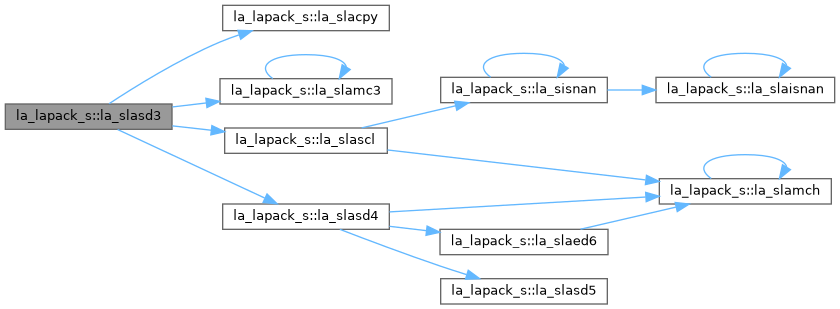 la_lapack_s::la_slacpy
la_lapack_s::la_slamc3
la_lapack_s::la_sisnan
la_lapack_s::la_slaisnan
la_lapack_s::la_slasd3
la_lapack_s::la_slascl
la_lapack_s::la_slamch
la_lapack_s::la_slasd4
la_lapack_s::la_slaed6
la_lapack_s::la_slasd5